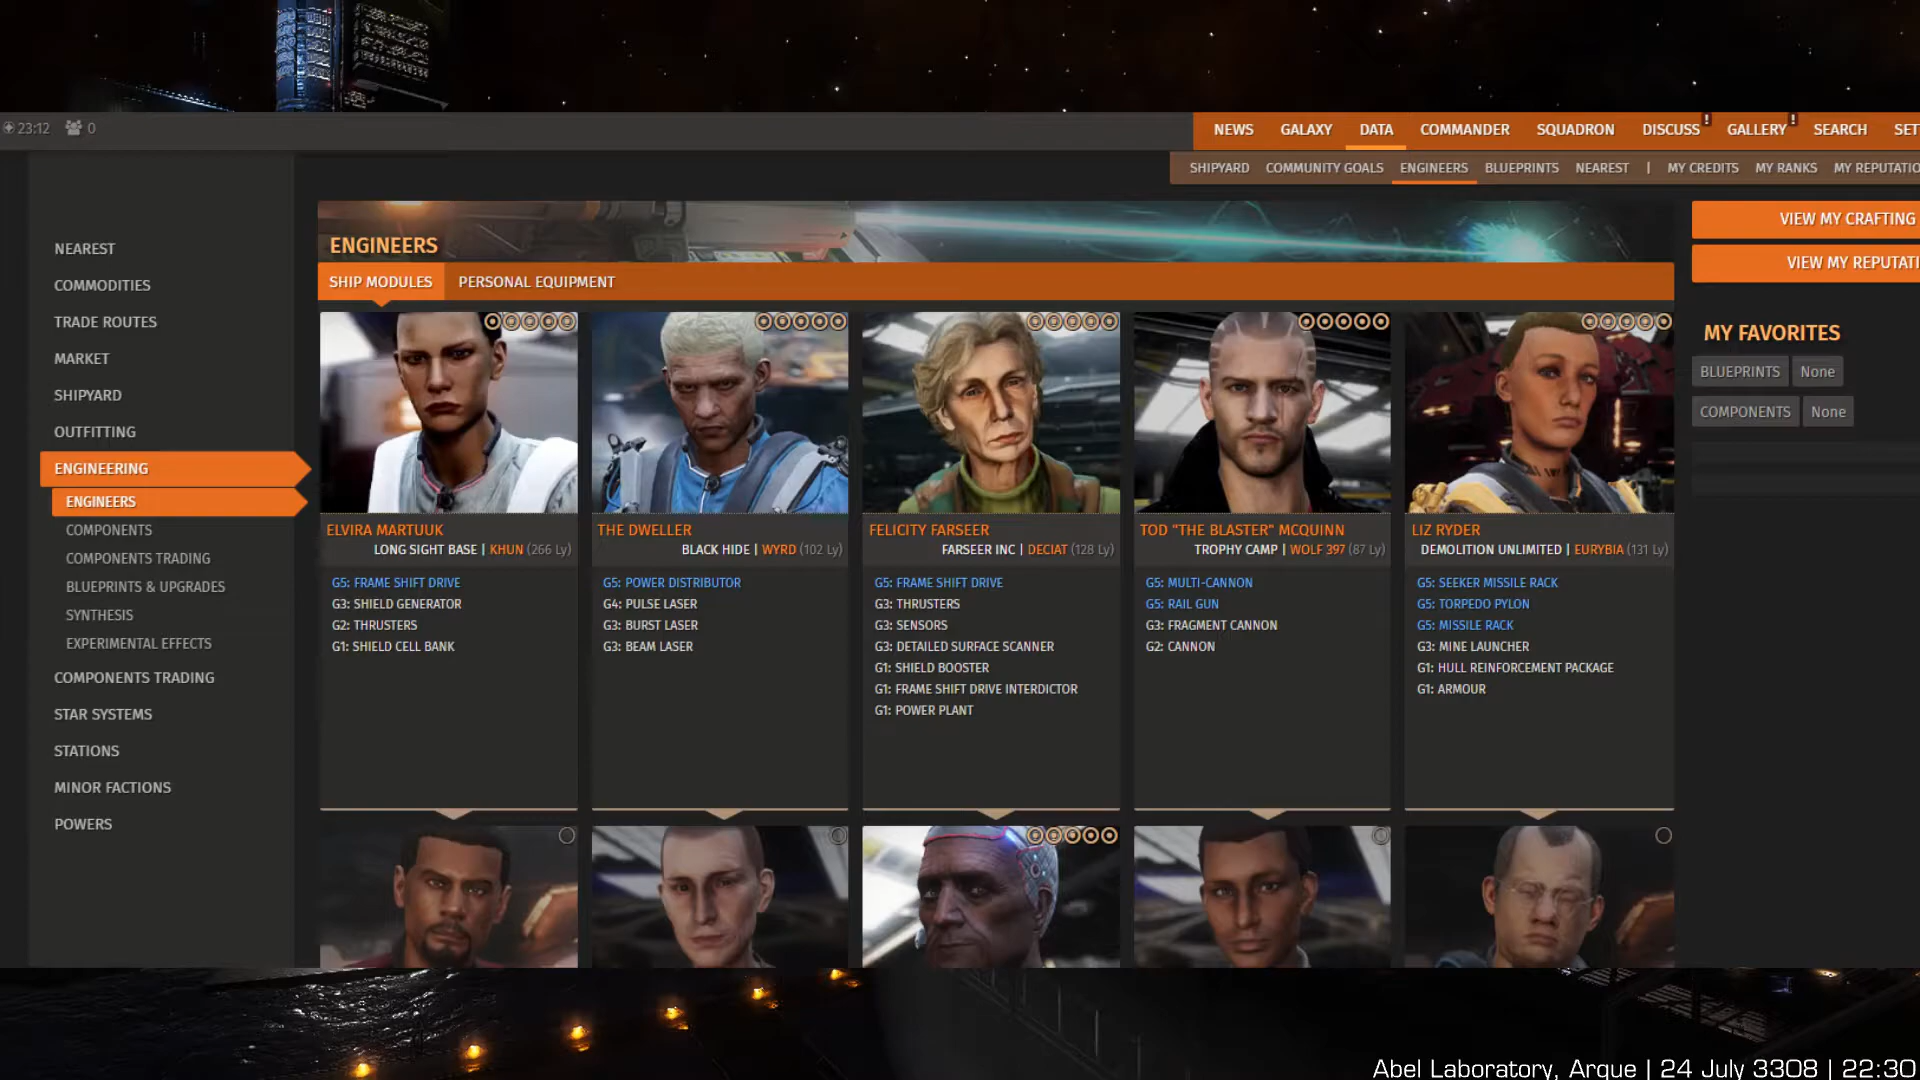 23:12 0
NEWS GALAXY DATA COMMANDER SQUADRON DISCUSS ! GALLERY ! SEARCH SET
SHIPYARD COMMUNITY GOALS ENGINEERS BLUEPRINTS NEAREST | MY CREDITS MY RANKS MY REPUTATIO
NEAREST
COMMODITIES
TRADE ROUTES
MARKET
SHIPYARD
OUTFITTING
ENGINEERING
ENGINEERS
COMPONENTS
COMPONENTS TRADING
BLUEPRINTS & UPGRADES
SYNTHESIS
EXPERIMENTAL EFFECTS
COMPONENTS TRADING
STAR SYSTEMS
STATIONS
MINOR FACTIONS
POWERS
ENGINEERS
SHIP MODULES PERSONAL EQUIPMENT
ELVIRA MARTUUK
LONG SIGHT BASE | KHUN (266 Ly)
G5: FRAME SHIFT DRIVE
G3: SHIELD GENERATOR
G2: THRUSTERS
G1: SHIELD CELL BANK
THE DWELLER
BLACK HIDE | WYRD (102 Ly)
G5: POWER DISTRIBUTOR
G4: PULSE LASER
G3: BURST LASER
G3: BEAM LASER
FELICITY FARSEER
FARSEER INC | DECIAT (128 Ly)
G5: FRAME SHIFT DRIVE
G3: THRUSTERS
G3: SENSORS
G3: DETAILED SURFACE SCANNER
G1: SHIELD BOOSTER
G1: FRAME SHIFT DRIVE INTERDICTOR
G1: POWER PLANT
TOD "THE BLASTER" MCQUINN
TROPHY CAMP | WOLF 397 (87 Ly)
G5: MULTI-CANNON
G5: RAIL GUN
G3: FRAGMENT CANNON
G2: CANNON
LIZ RYDER
DEMOLITION UNLIMITED | EURYBIA (131 Ly)
G5: SEEKER MISSILE RACK
G5: TORPEDO PYLON
G5: MISSILE RACK
G3: MINE LAUNCHER
G1: HULL REINFORCEMENT PACKAGE
G1: ARMOUR
VIEW MY CRAFTING
VIEW MY REPUTATI
MY FAVORITES
BLUEPRINTS None
COMPONENTS None
Abel Laboratory, Arque | 24 July 3308 | 22:30